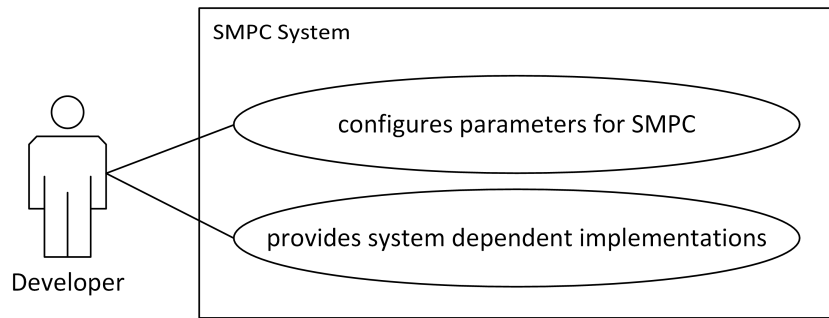 SMPC System
configures parameters for SMPC
provides system dependent implementations
Developer